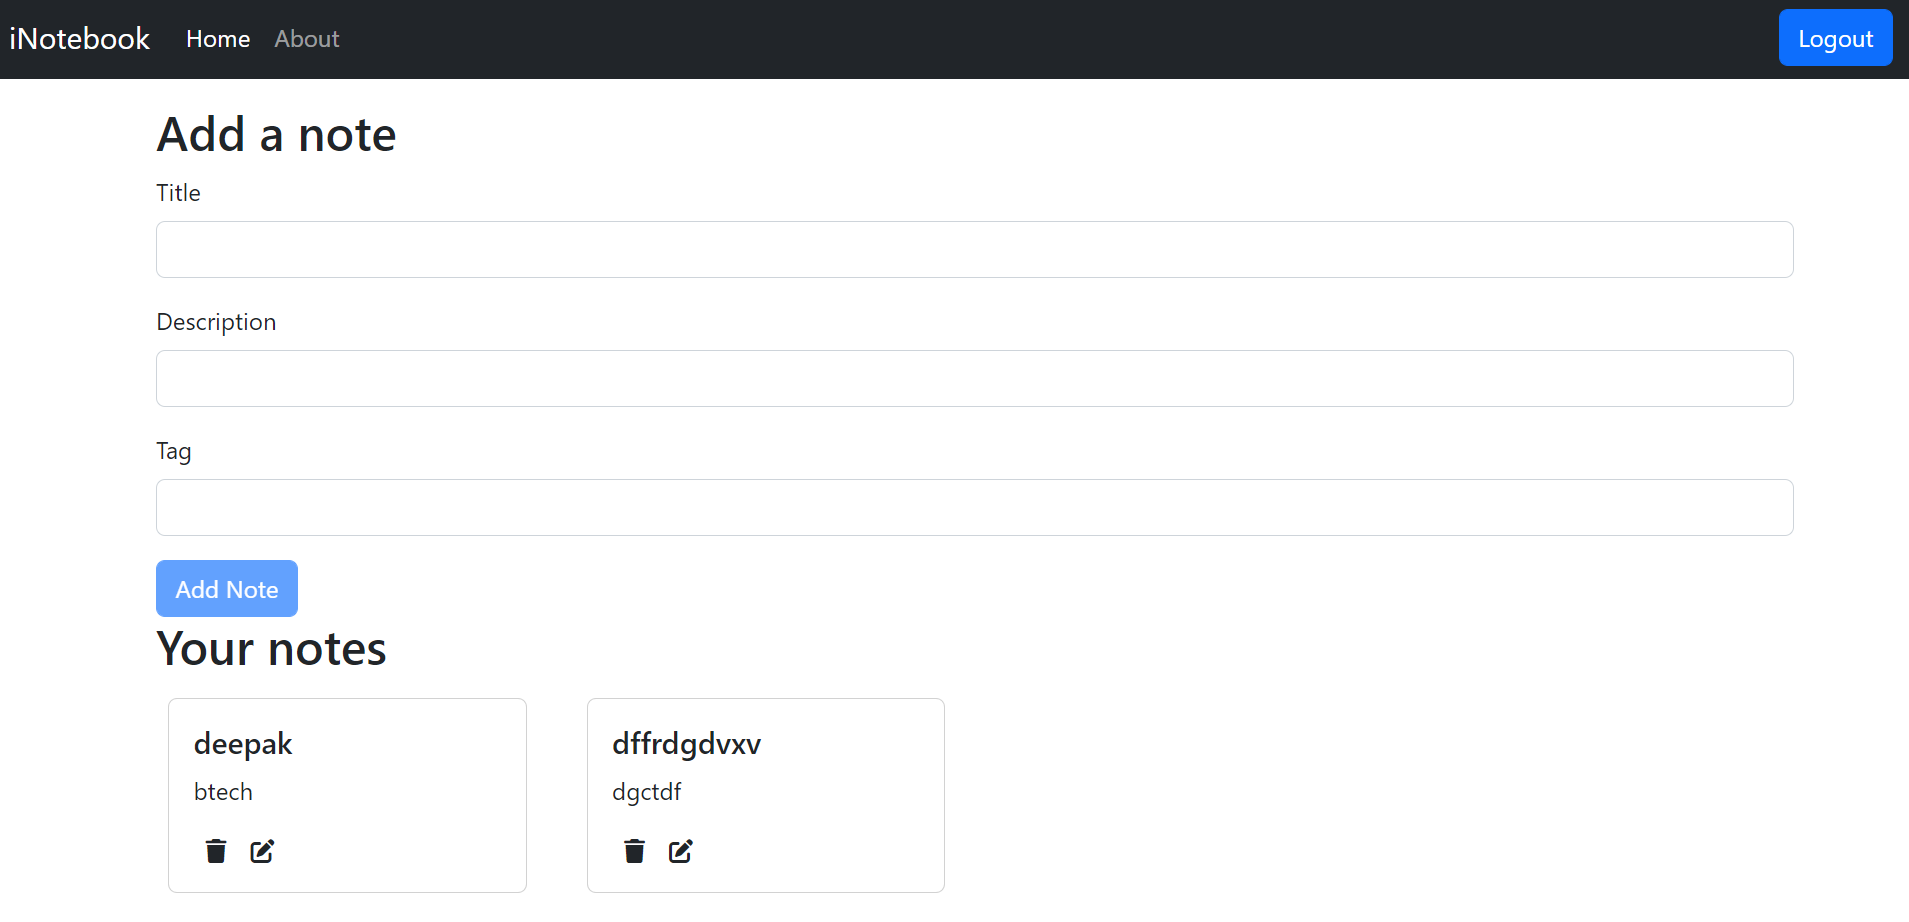 iNotebook Home About Logout
Add a note
Title
Description
Tag
Add Note
Your notes
deepak
btech
dffrdgdvxv
dgctdf